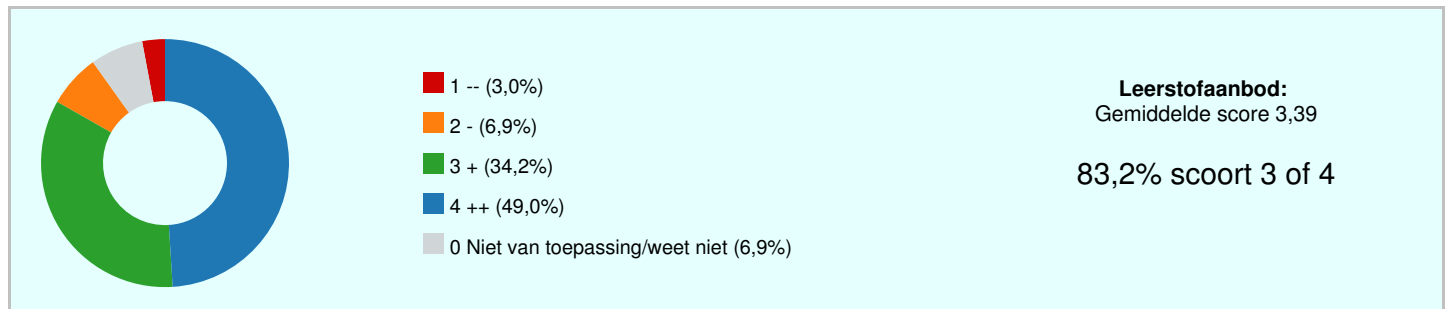 1 -- (3,0%)
2 - (6,9%)
3 + (34,2%)
4 ++ (49,0%)
0 Niet van toepassing/weet niet (6,9%)
Leerstofaanbod:
Gemiddelde score 3,39
83,2% scoort 3 of 4